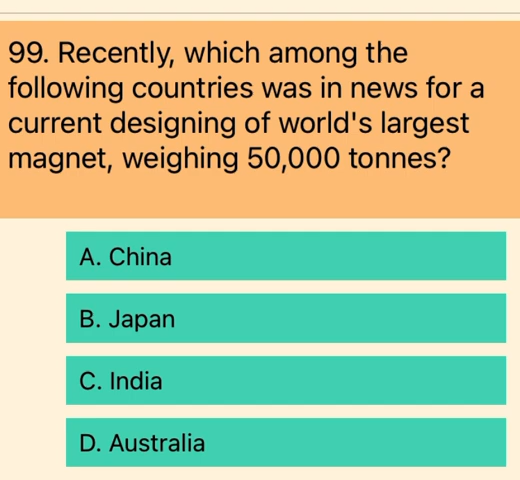 99. Recently, which among the
following countries was in news for a
current designing of world's largest
magnet, weighing 50,000 tonnes?
A. China
B. Japan
C. India
D. Australia